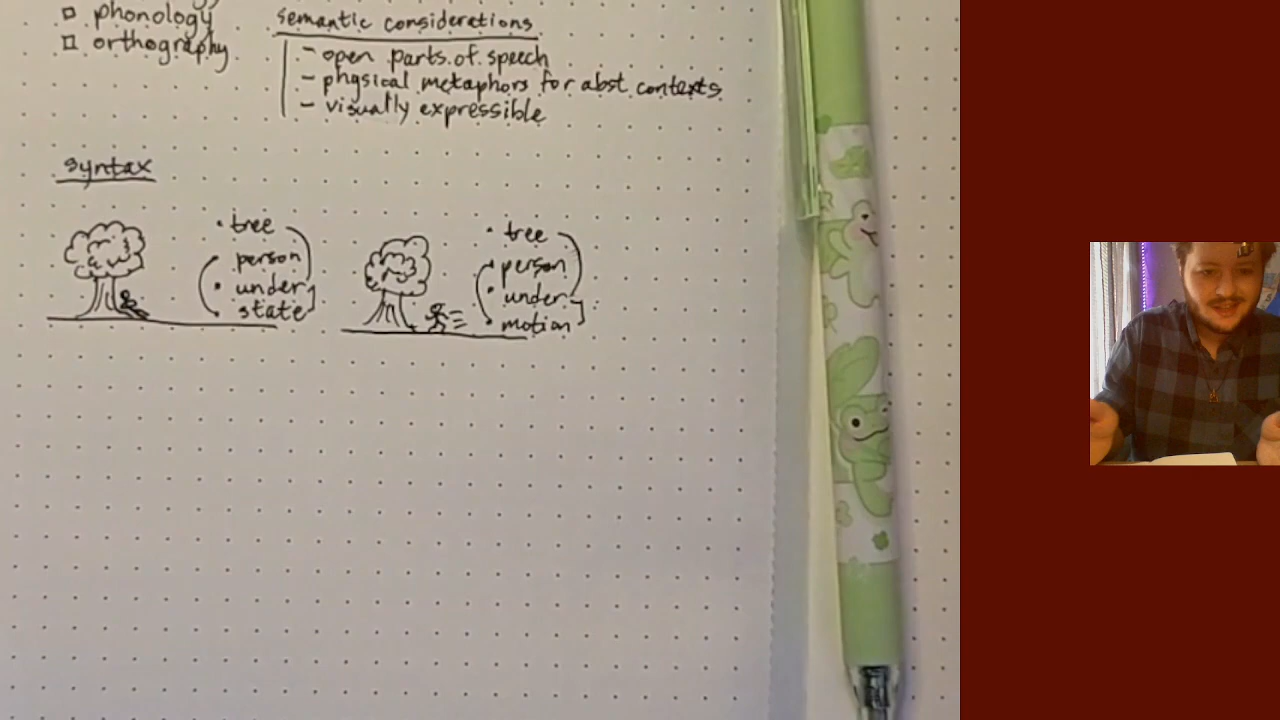 phonology
orthography
semantic considerations
- open parts of speech
- physical metaphors for abst contexts
- visually expressible
syntax
• tree
person
• under
state
• tree
person
• under
motion